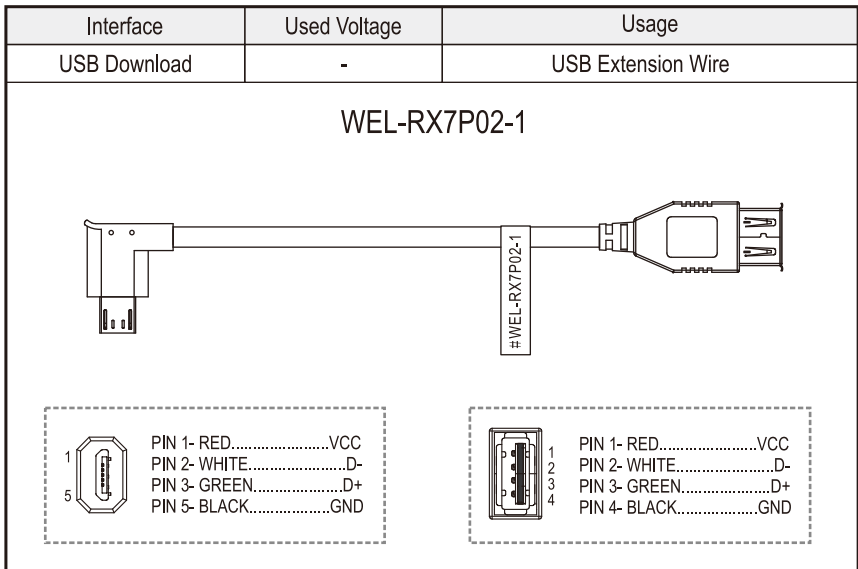 Interface Used Voltage Usage
USB Download - USB Extension Wire
WEL-RX7P02-1
#WEL-RX7P02-1
1
5
PIN 1- RED......................VCC
PIN 2- WHITE.....................D-
PIN 3- GREEN....................D+
PIN 5- BLACK.................GND
1
2
3
4
PIN 1- RED......................VCC
PIN 2- WHITE.....................D-
PIN 3- GREEN....................D+
PIN 4- BLACK.................GND